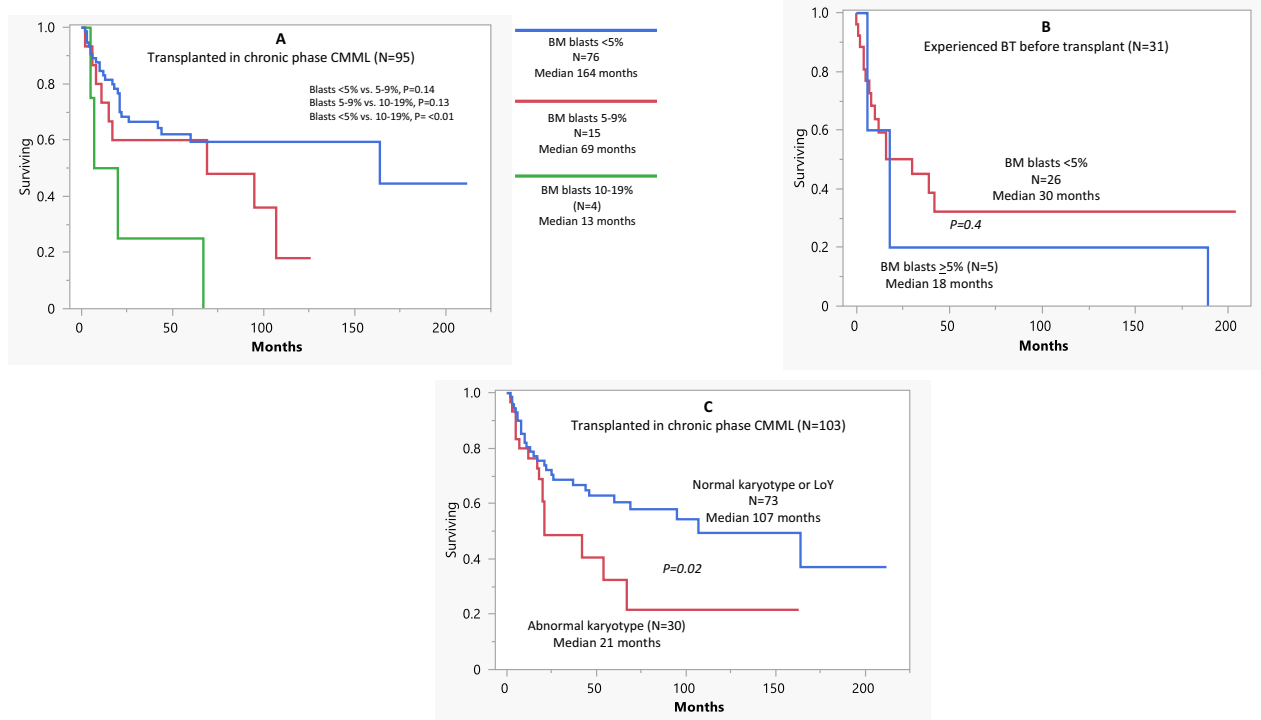 A
Transplanted in chronic phase CMML (N=95)
Blasts <5% vs. 5-9%, P=0.14
Blasts 5-9% vs. 10-19%, P=0.13
Blasts <5% vs. 10-19%, P= <0.01
Surviving
1.0
0.8
0.6
0.4
0.2
0
0 50 100 150 200
Months
BM blasts <5%
N=76
Median 164 months
BM blasts 5-9%
N=15
Median 69 months
BM blasts 10-19%
(N=4)
Median 13 months
B
Experienced BT before transplant (N=31)
Surviving
1.0
0.8
0.6
0.4
0.2
0
BM blasts <5%
N=26
Median 30 months
P=0.4
BM blasts ≥5% (N=5)
Median 18 months
0 50 100 150 200
Months
C
Transplanted in chronic phase CMML (N=103)
Surviving
1.0
0.8
0.6
0.4
0.2
0
Normal karyotype or LoY
N=73
Median 107 months
P=0.02
Abnormal karyotype (N=30)
Median 21 months
0 50 100 150 200
Months